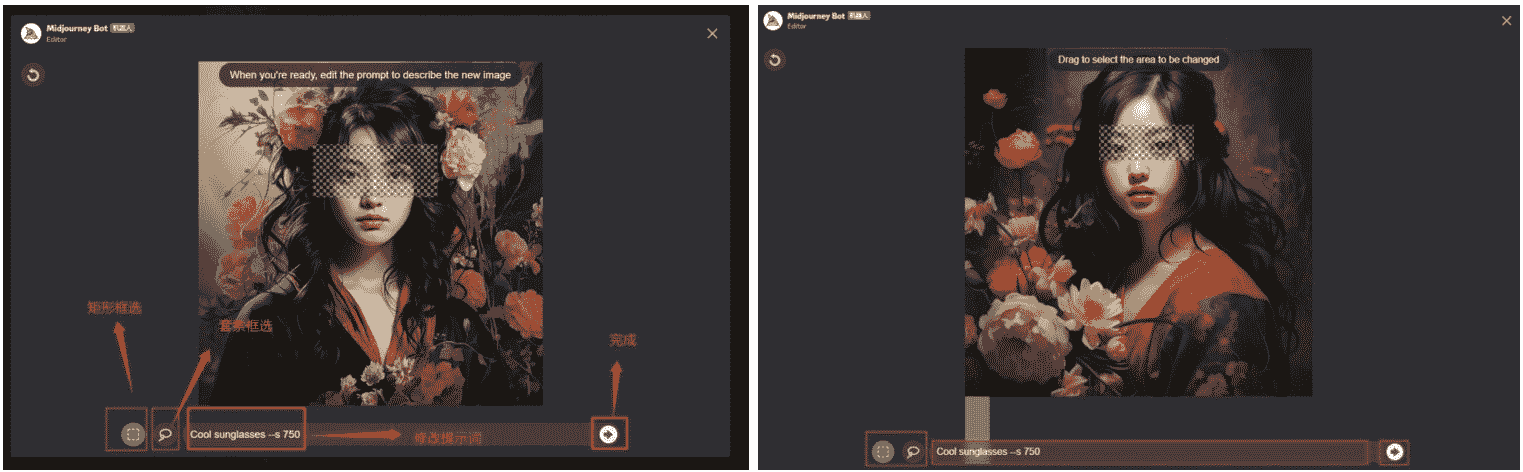 Midjourney Bot 机器人
Editor
When you're ready, edit the prompt to describe the new image
矩形框选
套索框选
完成
Cool sunglasses --s 750
修改提示词
Midjourney Bot 机器人
Editor
Drag to select the area to be changed
Cool sunglasses --s 750